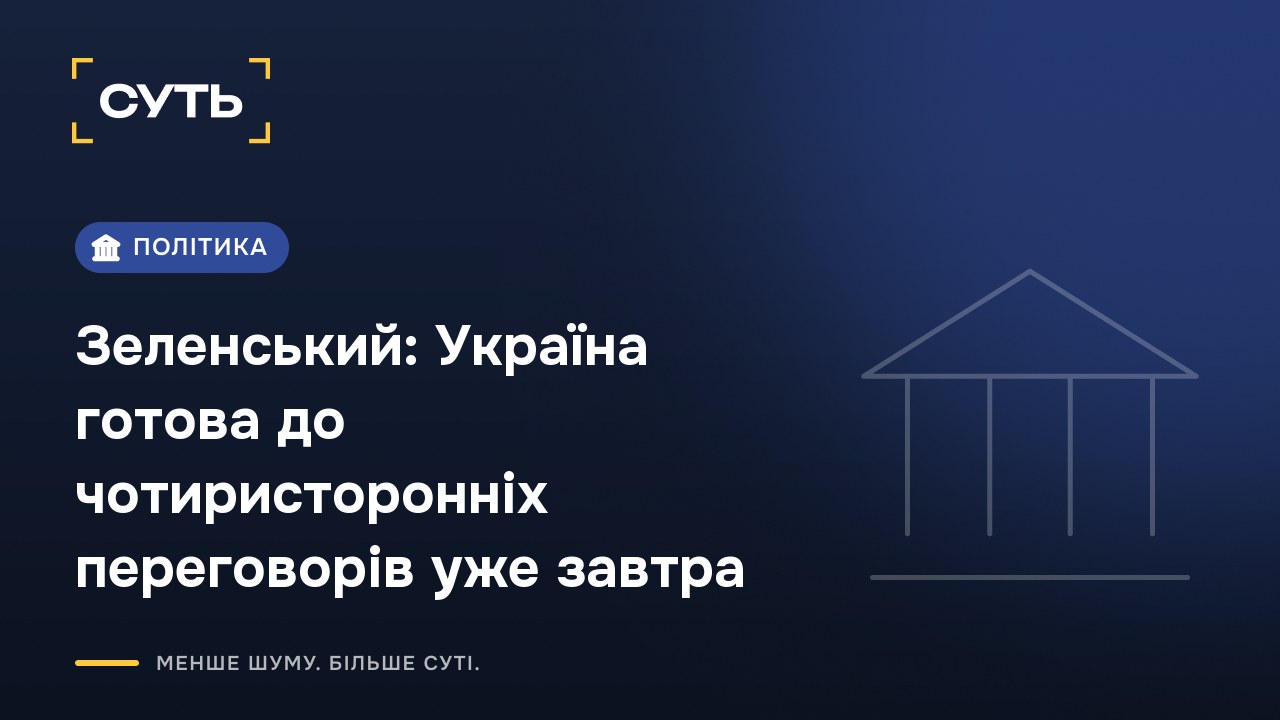 СУТЬ
ПОЛІТИКА
Зеленський: Україна
готова до
чотиристоронніх
переговорів уже завтра
МЕНШЕ ШУМУ. БІЛЬШЕ СУТІ.